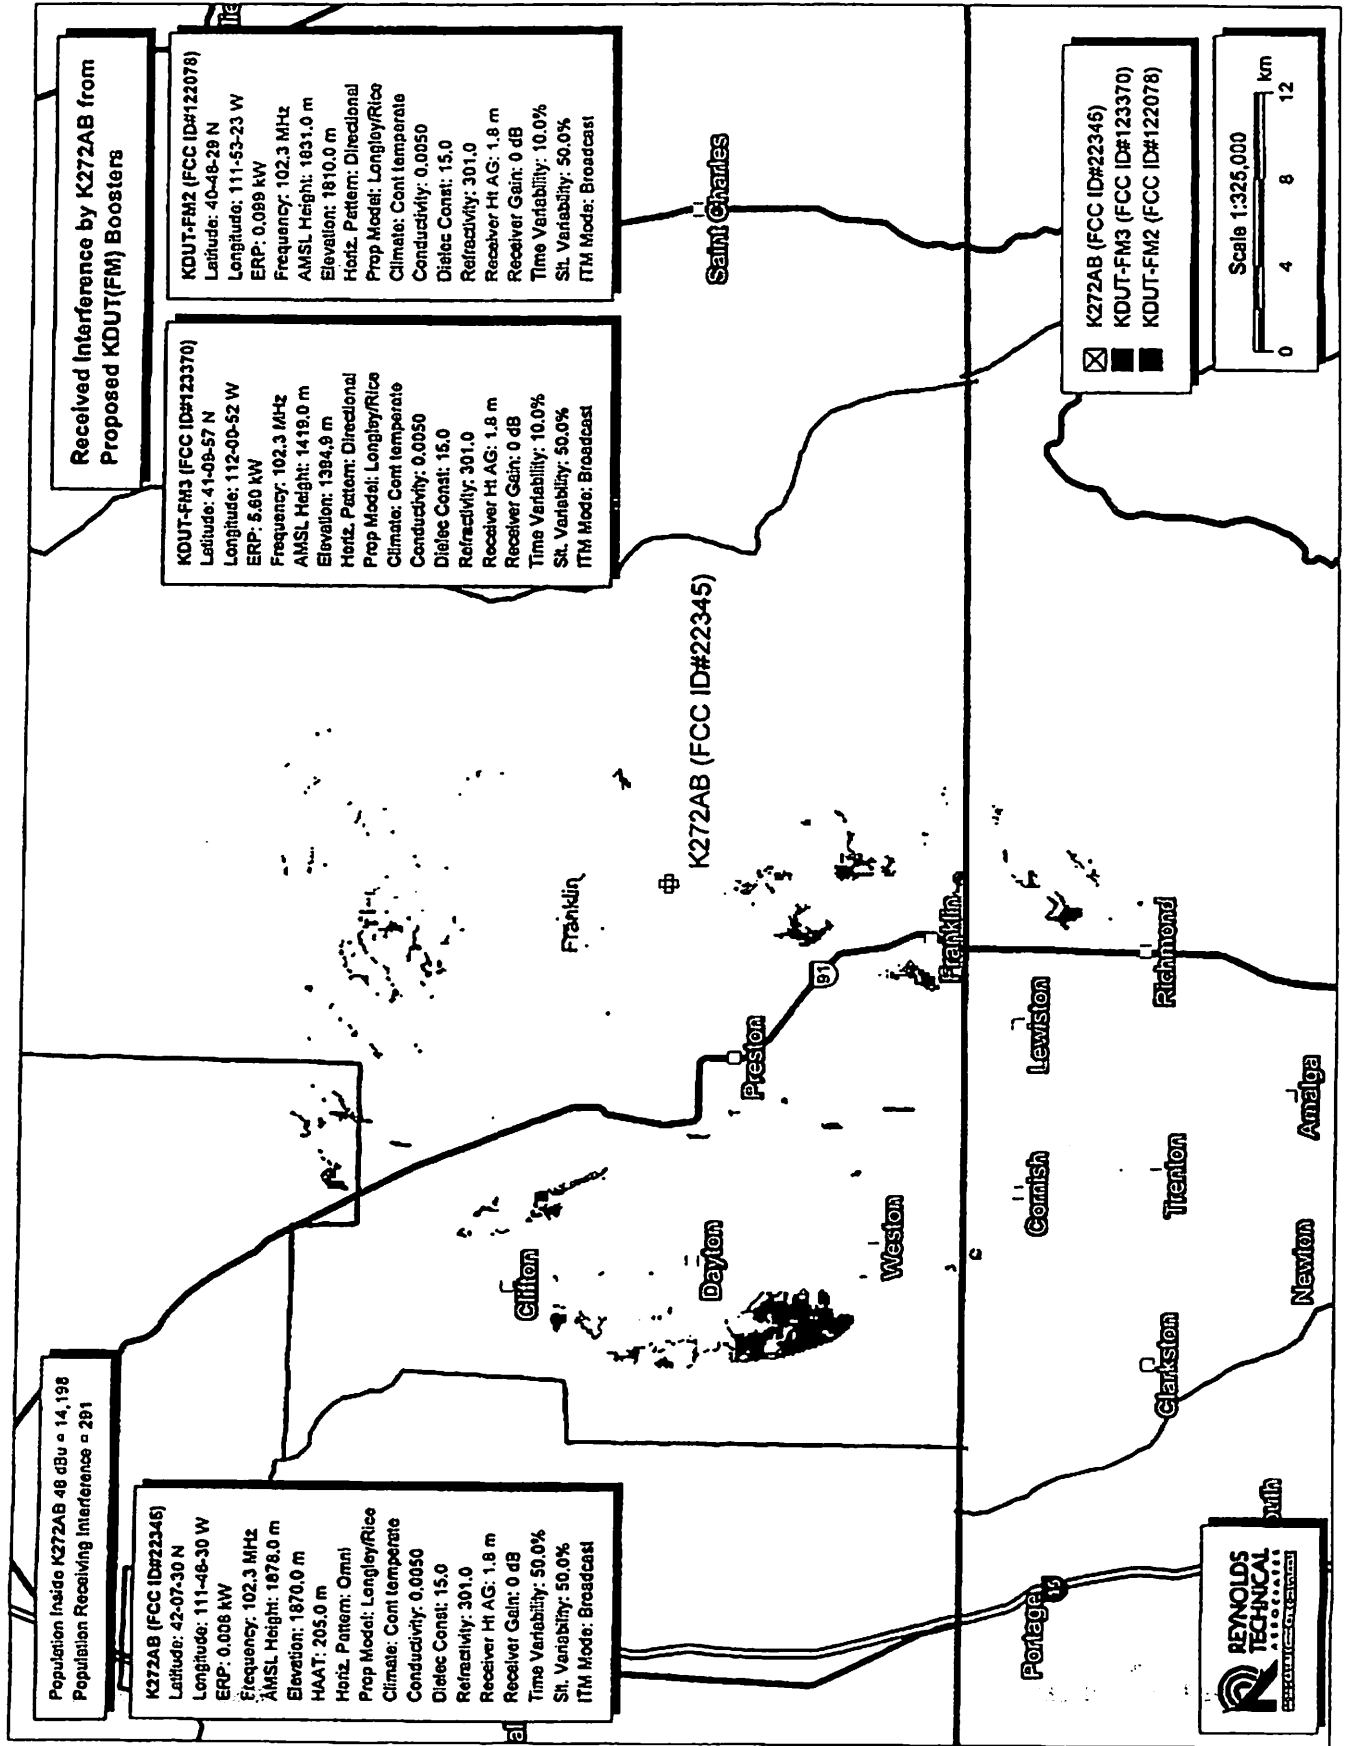 Received Interference by K272AB from
Proposed KDUT(FM) Boosters
Population Inside K272AB 48 dBu = 14,198
Population Receiving Interference = 291
K272AB (FCC ID#22345)
Latitude: 42-07-30 N
Longitude: 111-48-30 W
ERP: 0.008 kW
Frequency: 102.3 MHz
AMSL Height: 1878.0 m
Elevation: 1870.0 m
HAAT: 205.0 m
Horiz. Pattern: Omni
Prop Model: Longley/Rice
Climate: Cont temperate
Conductivity: 0.0050
Dielec Const: 15.0
Refractivity: 301.0
Receiver Ht AG: 1.8 m
Receiver Gain: 0 dB
Time Variability: 50.0%
Sit. Variability: 50.0%
ITM Mode: Broadcast
KDUT-FM3 (FCC ID#123370)
Latitude: 41-09-57 N
Longitude: 112-00-52 W
ERP: 5.60 kW
Frequency: 102.3 MHz
AMSL Height: 1419.0 m
Elevation: 1394.9 m
Horiz. Pattern: Directional
Prop Model: Longley/Rice
Climate: Cont temperate
Conductivity: 0.0050
Dielec Const: 15.0
Refractivity: 301.0
Receiver Ht AG: 1.8 m
Receiver Gain: 0 dB
Time Variability: 10.0%
Sit. Variability: 50.0%
ITM Mode: Broadcast
KDUT-FM2 (FCC ID#122078)
Latitude: 40-48-29 N
Longitude: 111-53-23 W
ERP: 0.099 kW
Frequency: 102.3 MHz
AMSL Height: 1831.0 m
Elevation: 1810.0 m
Horiz. Pattern: Directional
Prop Model: Longley/Rice
Climate: Cont temperate
Conductivity: 0.0050
Dielec Const: 15.0
Refractivity: 301.0
Receiver Ht AG: 1.8 m
Receiver Gain: 0 dB
Time Variability: 10.0%
Sit. Variability: 50.0%
ITM Mode: Broadcast
Clifton
Franklin
Dayton
Preston
K272AB (FCC ID#22345)
Saint Charles
91
Weston
Franklin
Portage
15
Cornish
Lewiston
Clarkston
Trenton
Richmond
Newton
Amalga
K272AB (FCC ID#22345)
KDUT-FM3 (FCC ID#123370)
KDUT-FM2 (FCC ID#122078)
Scale 1:325,000
0 4 8 12 km
REYNOLDS
TECHNICAL
ASSOCIATES